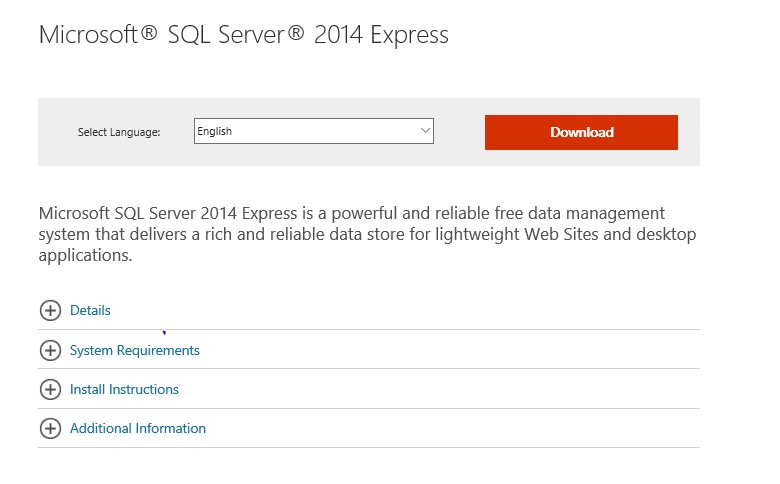 Microsoft® SQL Server® 2014 Express
Select Language:
English
Download
Microsoft SQL Server 2014 Express is a powerful and reliable free data management
system that delivers a rich and reliable data store for lightweight Web Sites and desktop
applications.
Details
System Requirements
Install Instructions
Additional Information